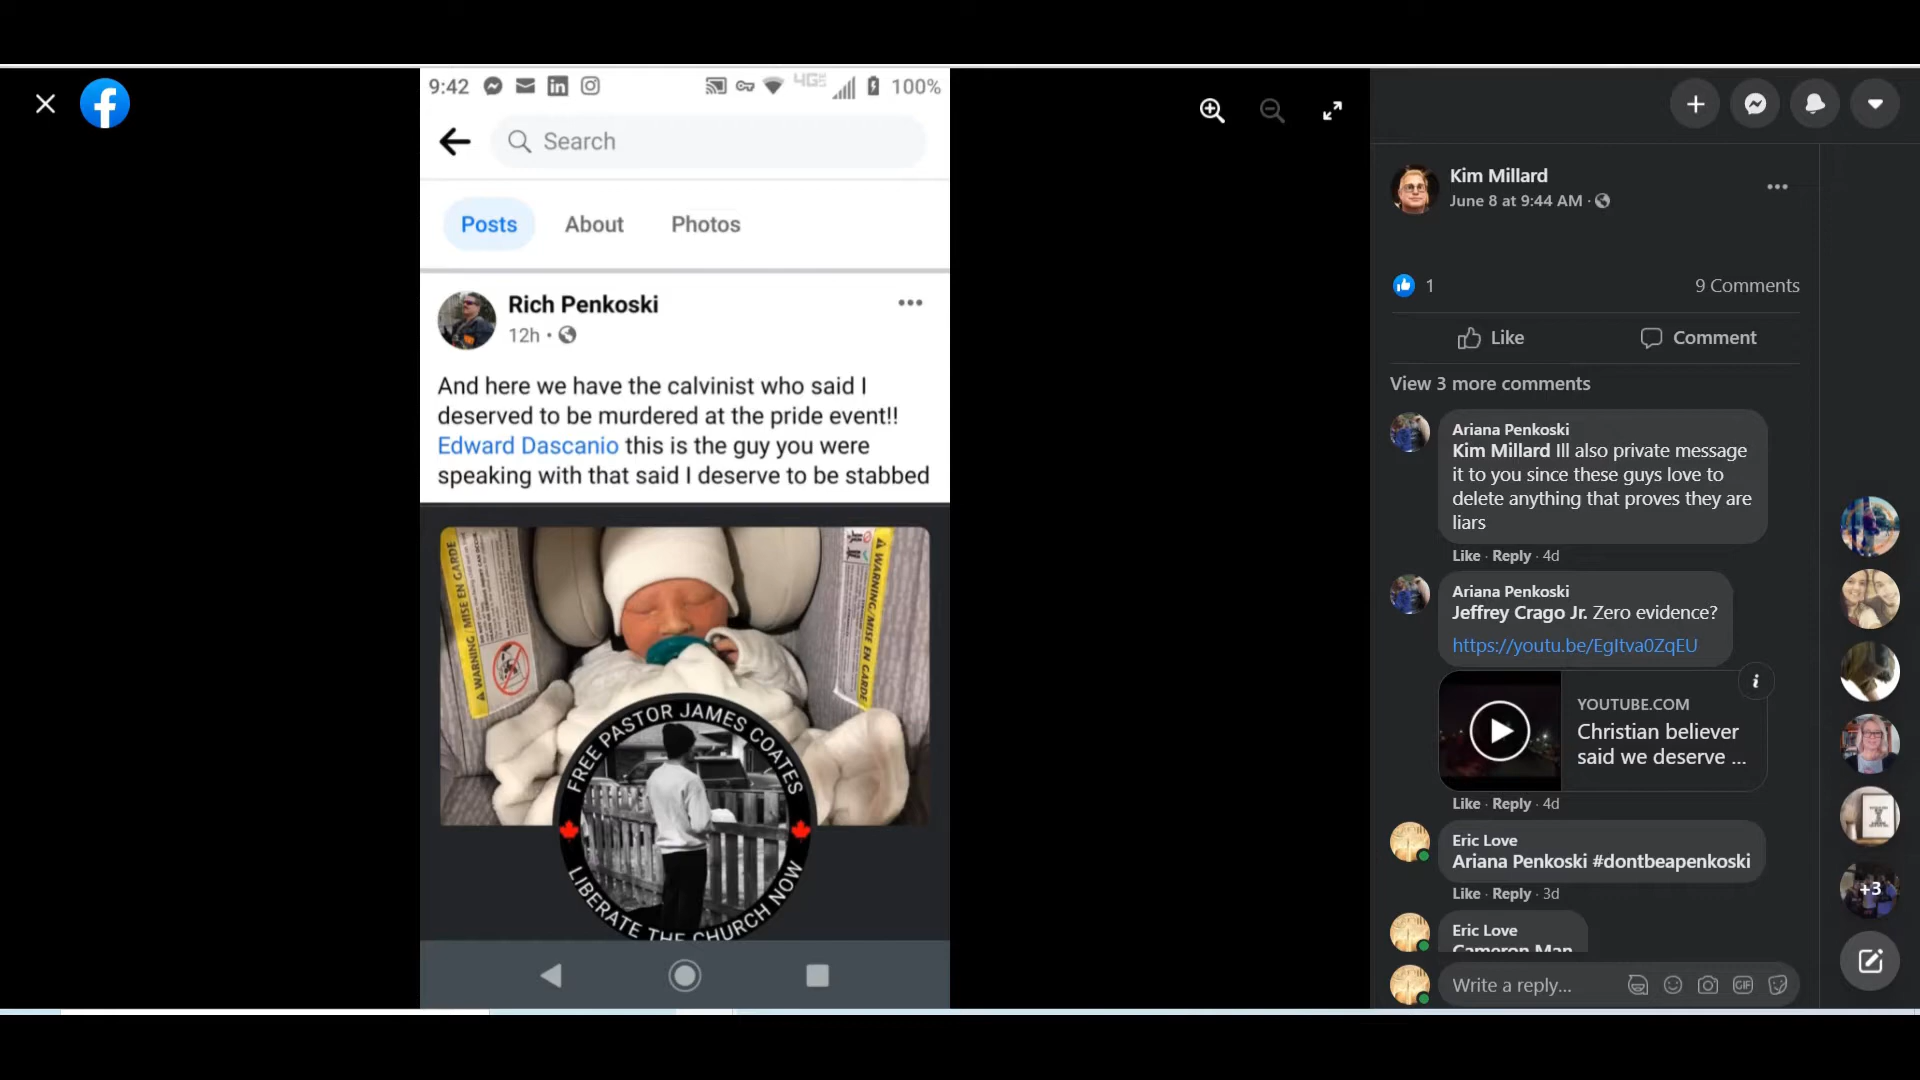 9:42
4G
100%
Search
Posts
About
Photos
Rich Penkoski
12h ·
And here we have the calvinist who said I
deserved to be murdered at the pride event!!
Edward Dascanio this is the guy you were
speaking with that said I deserve to be stabbed
WARNING / MISE EN GARDE
WARNING / MISE EN GARDE
FREE PASTOR JAMES COATES
LIBERATE THE CHURCH NOW
Kim Millard
June 8 at 9:44 AM ·
1
9 Comments
Like
Comment
View 3 more comments
Ariana Penkoski
Kim Millard Ill also private message
it to you since these guys love to
delete anything that proves they are
liars
Like · Reply · 4d
Ariana Penkoski
Jeffrey Crago Jr. Zero evidence?
https://youtu.be/EgItva0ZqEU
YOUTUBE.COM
Christian believer
said we deserve ...
Like · Reply · 4d
Eric Love
Ariana Penkoski #dontbeapenkoski
Like · Reply · 3d
Eric Love
Cameron Man
Write a reply...
GIF
+3